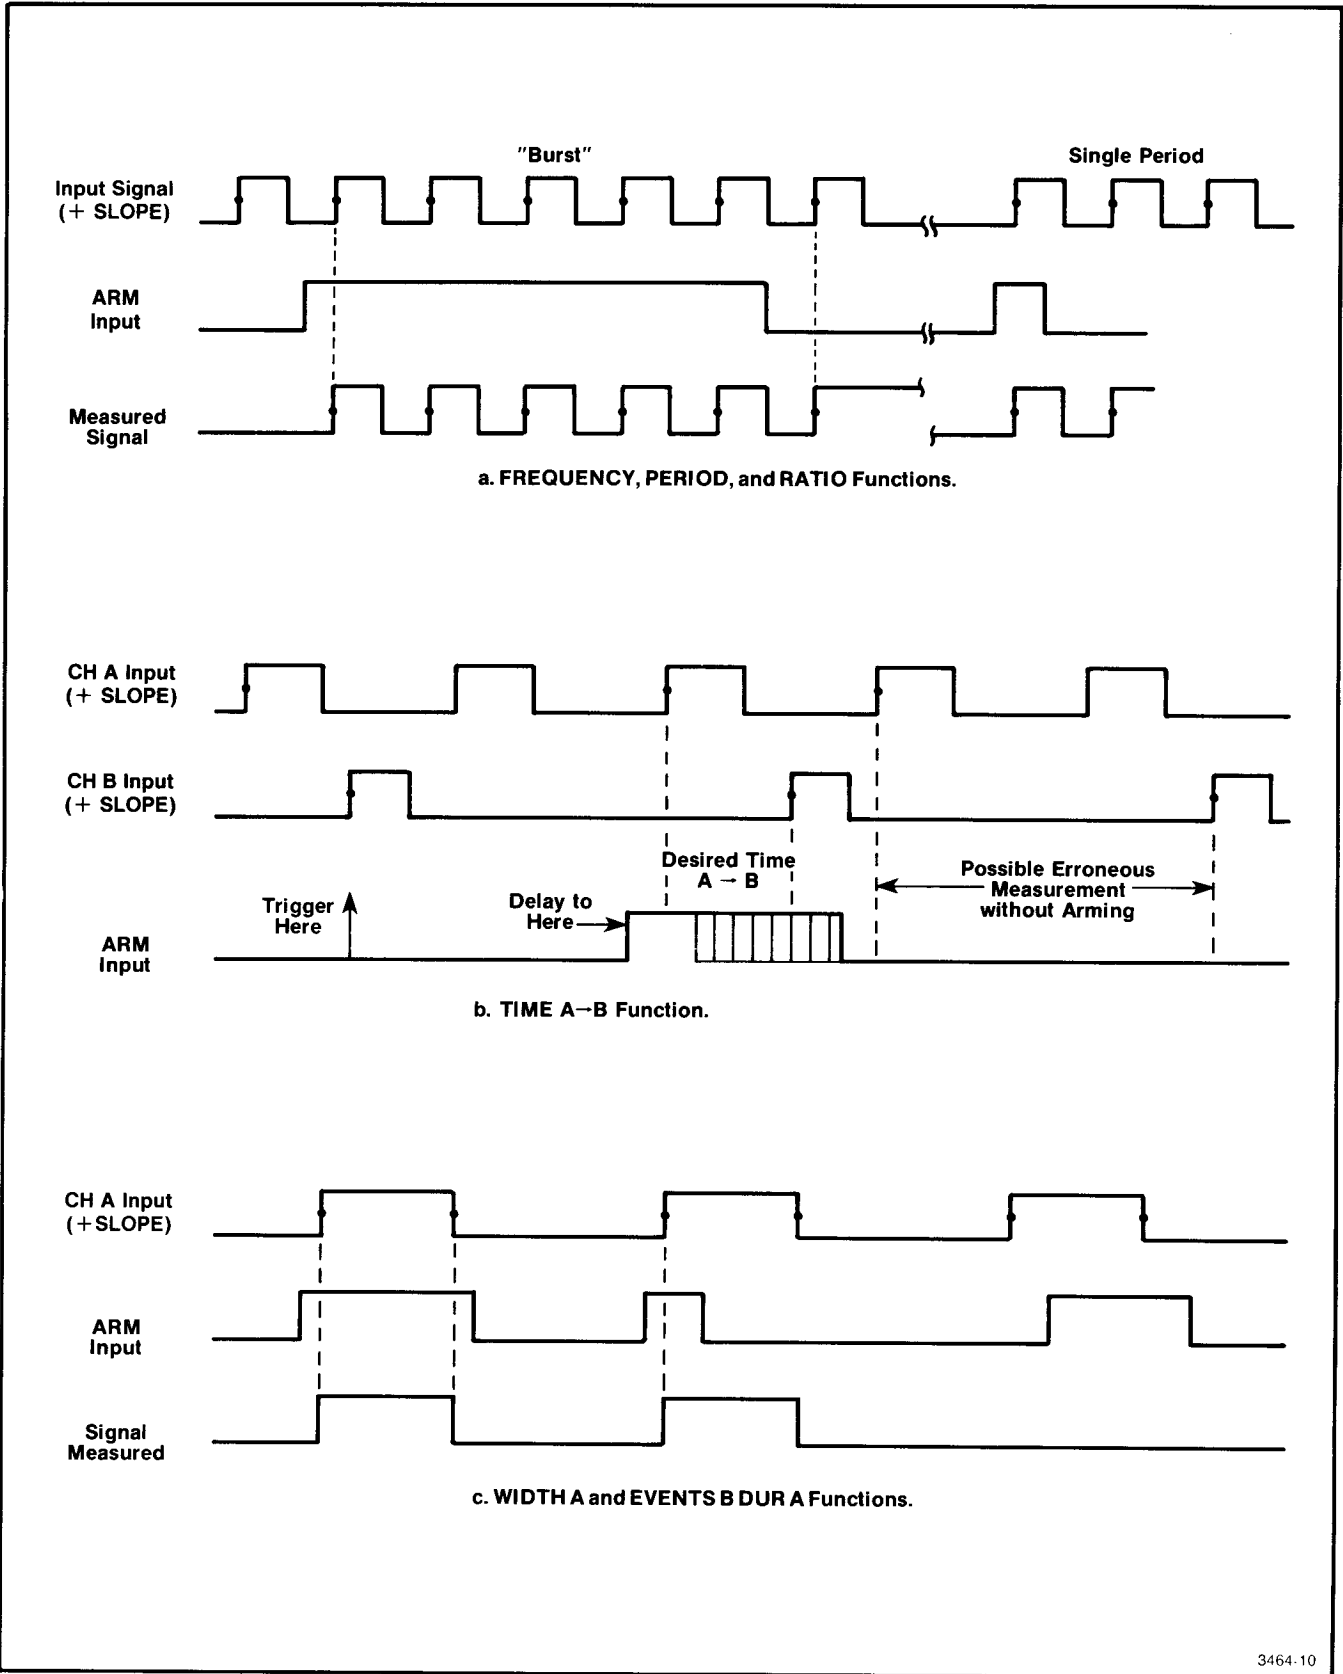 "Burst"
Single Period
Input Signal
(+ SLOPE)
ARM
Input
Measured
Signal
a. FREQUENCY, PERIOD, and RATIO Functions.
CH A Input
(+ SLOPE)
CH B Input
(+ SLOPE)
Desired Time
A → B
Possible Erroneous
Measurement
without Arming
Trigger
Here
Delay to
Here
ARM
Input
b. TIME A→B Function.
CH A Input
(+SLOPE)
ARM
Input
Signal
Measured
c. WIDTH A and EVENTS B DUR A Functions.
3464-10